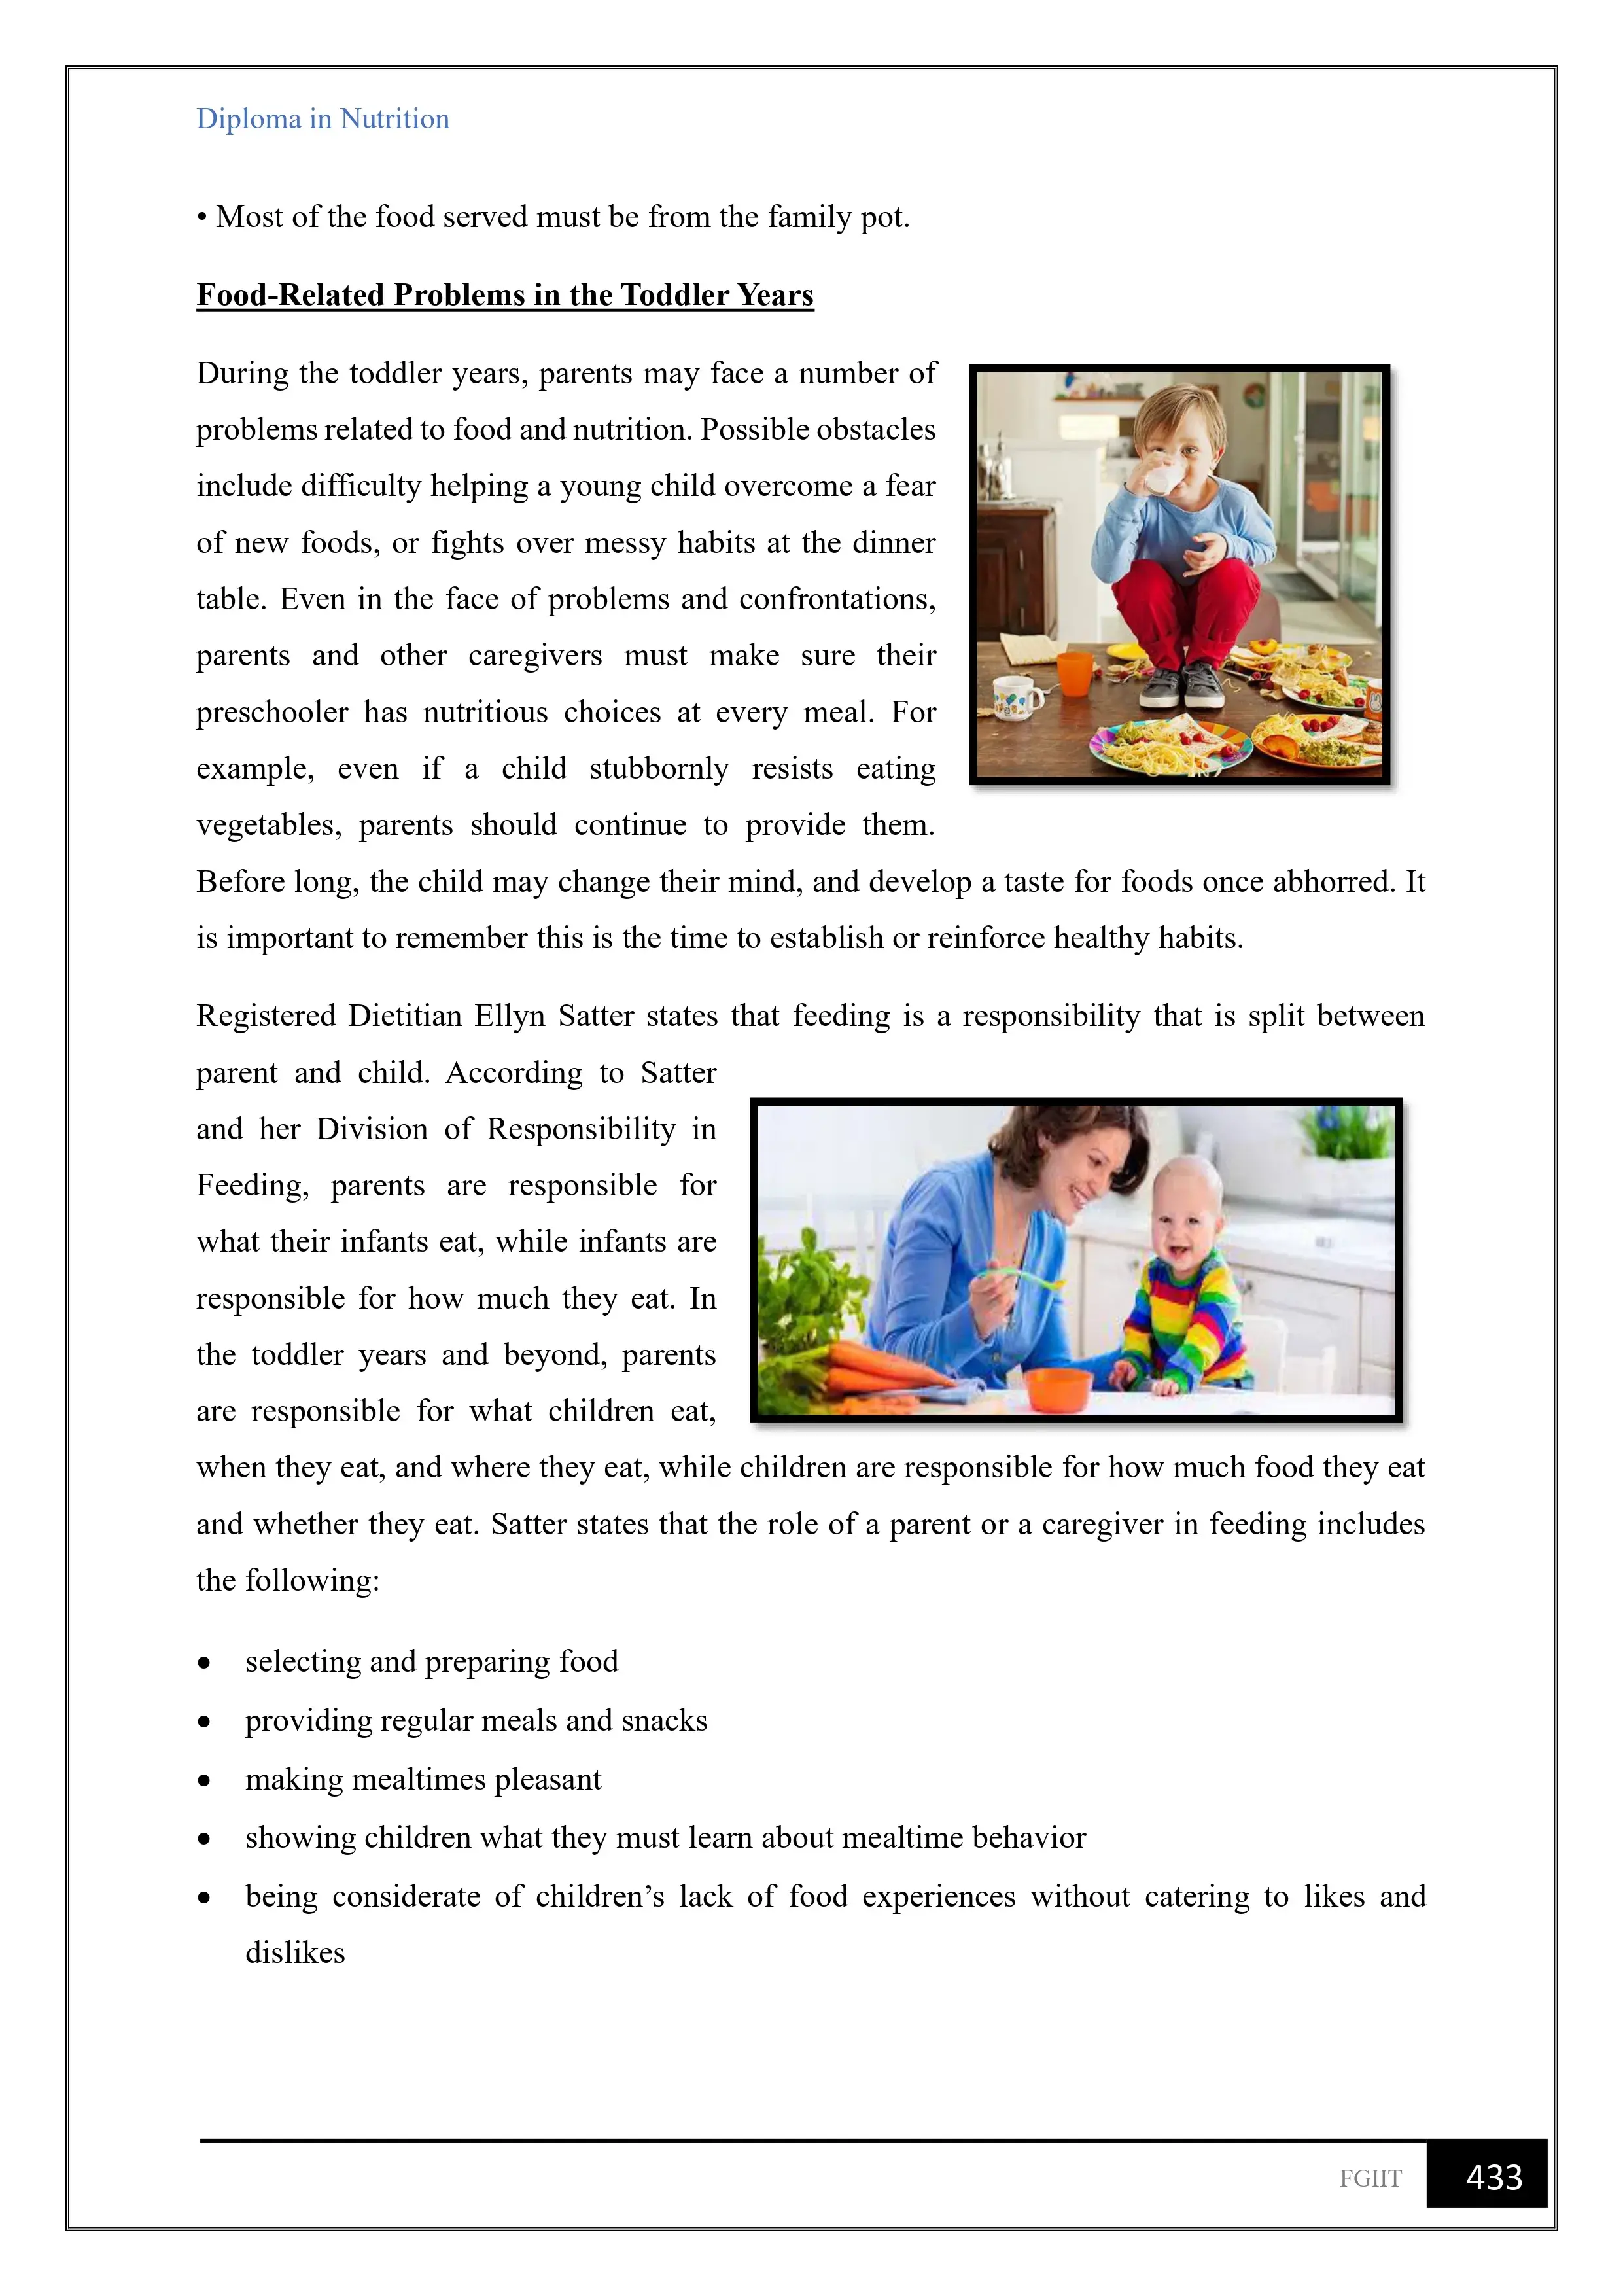 Diploma in Nutrition
• Most of the food served must be from the family pot.
Food-Related Problems in the Toddler Years
During the toddler years, parents may face a number of
problems related to food and nutrition. Possible obstacles
include difficulty helping a young child overcome a fear
of new foods, or fights over messy habits at the dinner
table. Even in the face of problems and confrontations,
parents and other caregivers must make sure their
preschooler has nutritious choices at every meal. For
example, even if a child stubbornly resists eating
vegetables, parents should continue to provide them.
Before long, the child may change their mind, and develop a taste for foods once abhorred. It
is important to remember this is the time to establish or reinforce healthy habits.
Registered Dietitian Ellyn Satter states that feeding is a responsibility that is split between
parent and child. According to Satter
and her Division of Responsibility in
Feeding, parents are responsible for
what their infants eat, while infants are
responsible for how much they eat. In
the toddler years and beyond, parents
are responsible for what children eat,
when they eat, and where they eat, while children are responsible for how much food they eat
and whether they eat. Satter states that the role of a parent or a caregiver in feeding includes
the following:
• selecting and preparing food
• providing regular meals and snacks
• making mealtimes pleasant
• showing children what they must learn about mealtime behavior
• being considerate of children’s lack of food experiences without catering to likes and
dislikes
FGIIT 433